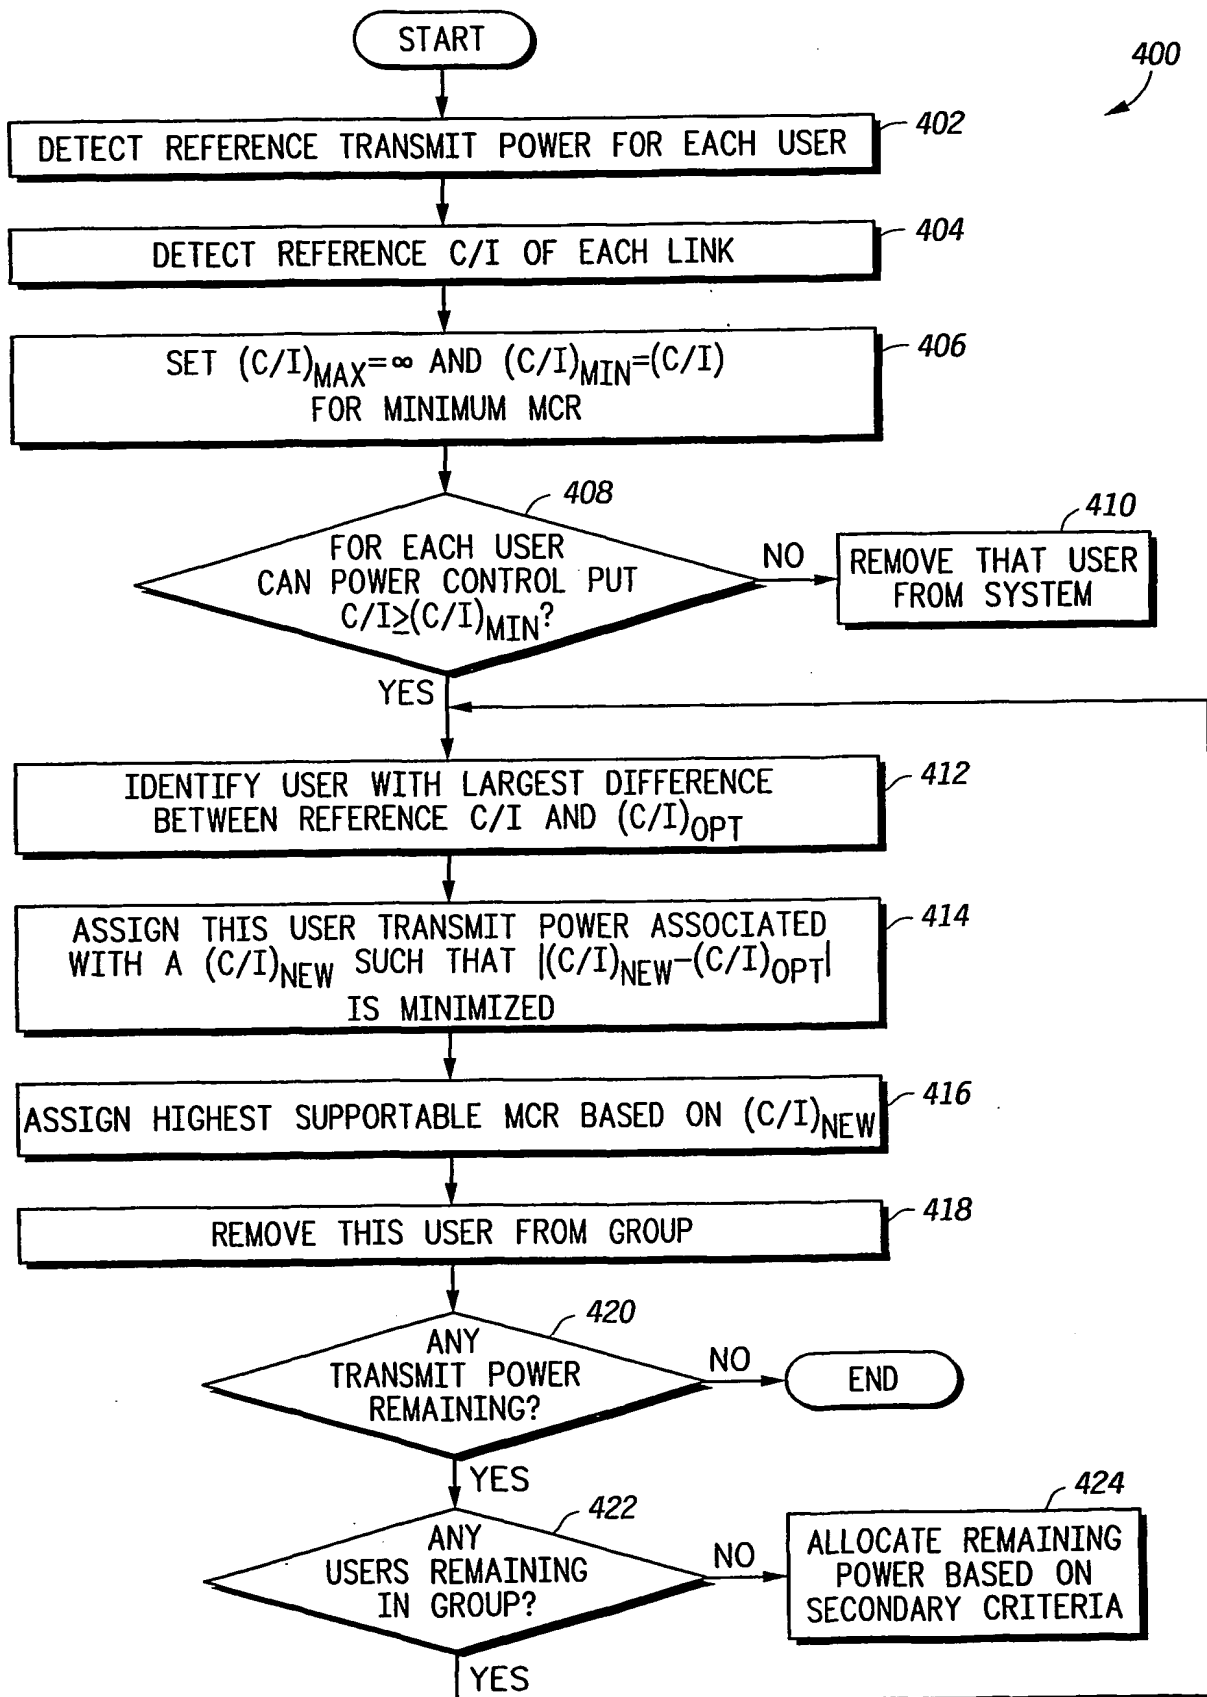 START
400
DETECT REFERENCE TRANSMIT POWER FOR EACH USER
402
DETECT REFERENCE C/I OF EACH LINK
404
SET (C/I)MAX=∞ AND (C/I)MIN=(C/I)
FOR MINIMUM MCR
406
408
FOR EACH USER
CAN POWER CONTROL PUT
C/I≥(C/I)MIN?
NO
410
REMOVE THAT USER
FROM SYSTEM
YES
IDENTIFY USER WITH LARGEST DIFFERENCE
BETWEEN REFERENCE C/I AND (C/I)OPT
412
ASSIGN THIS USER TRANSMIT POWER ASSOCIATED
WITH A (C/I)NEW SUCH THAT |(C/I)NEW-(C/I)OPT|
IS MINIMIZED
414
ASSIGN HIGHEST SUPPORTABLE MCR BASED ON (C/I)NEW
416
REMOVE THIS USER FROM GROUP
418
420
ANY
TRANSMIT POWER
REMAINING?
NO
END
YES
422
ANY
USERS REMAINING
IN GROUP?
NO
424
ALLOCATE REMAINING
POWER BASED ON
SECONDARY CRITERIA
YES